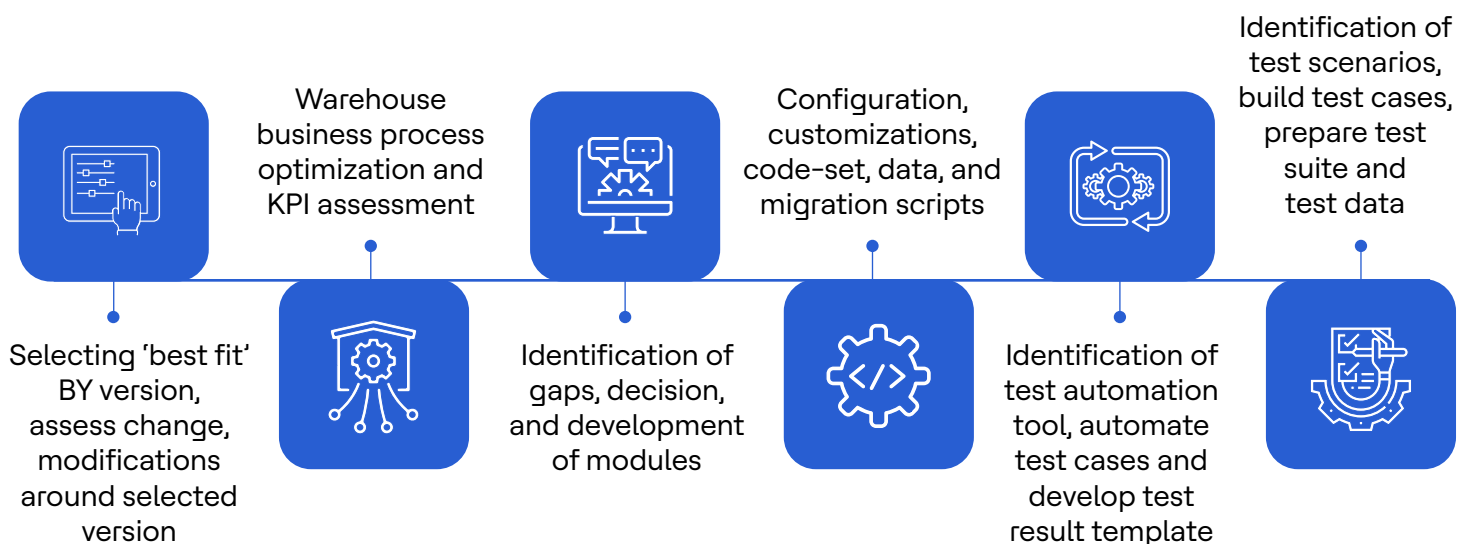 Selecting ‘best fit’
BY version,
assess change,
modifications
around selected
version
Warehouse
business process
optimization and
KPI assessment
Identification of
gaps, decision,
and development
of modules
Configuration,
customizations,
code-set, data, and
migration scripts
Identification of
test automation
tool, automate
test cases and
develop test
result template
Identification of
test scenarios,
build test cases,
prepare test
suite and
test data